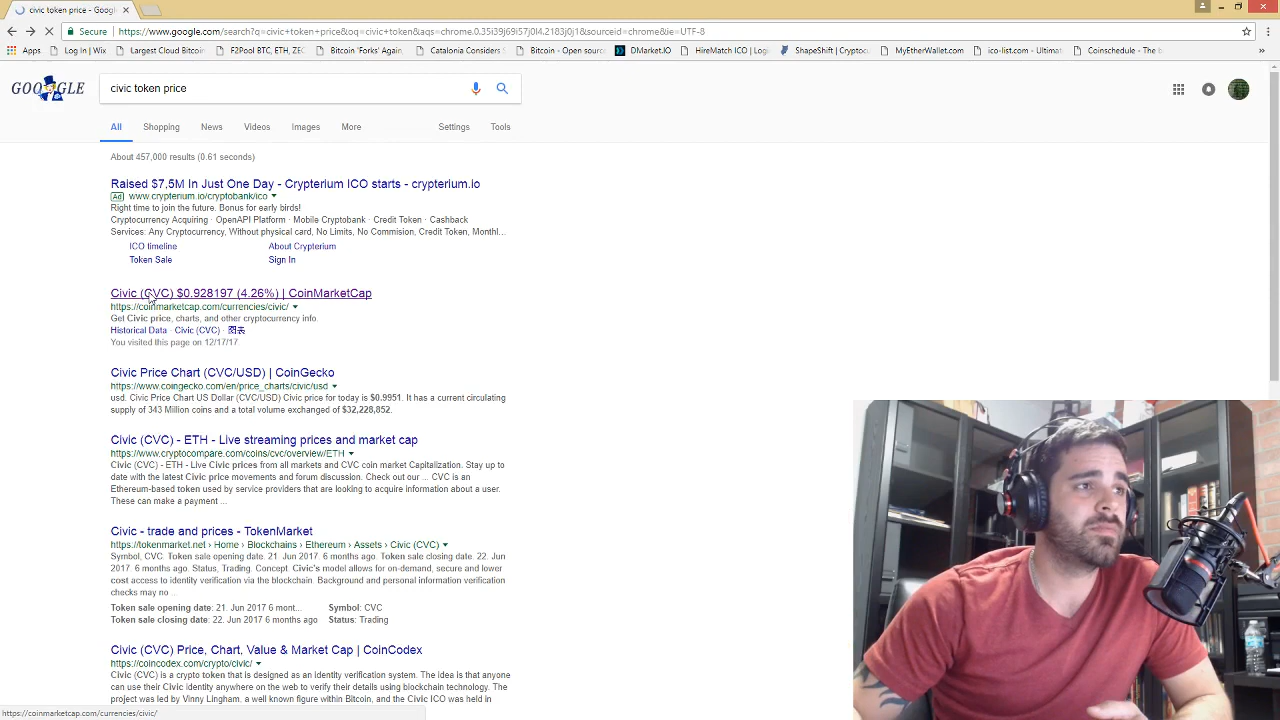 civic token price - Googl
Secure https://www.google.com/search?q=civic+token+price&oq=civic+token&aqs=chrome.0.35i39j69i57j0l4.2183j0j1&sourceid=chrome&ie=UTF-8
Apps Log In | Wix Largest Cloud Bitcoin F2Pool BTC, ETH, ZEC Bitcoin 'Forks' Again, Catalonia Considers S Bitcoin - Open sourc DMarket.IO HireMatch ICO | Logi ShapeShift | Cryptoc MyEtherWallet.com ico-list.com - Ultima Coinschedule - The b
GOOGLE
civic token price
All Shopping News Videos Images More Settings Tools
About 457,000 results (0.61 seconds)
Raised $7,5M In Just One Day - Crypterium ICO starts - crypterium.io
Ad www.crypterium.io/cryptobank/ico
Right time to join the future. Bonus for early birds!
Cryptocurrency Acquiring · OpenAPI Platform · Mobile Cryptobank · Credit Token · Cashback
Services: Any Cryptocurrency, Without physical card, No Limits, No Commision, Credit Token, Monthl...
ICO timeline About Crypterium
Token Sale Sign In
Civic (CVC) $0.928197 (4.26%) | CoinMarketCap
https://coinmarketcap.com/currencies/civic/
Get Civic price, charts, and other cryptocurrency info.
Historical Data · Civic (CVC) · 图表
You visited this page on 12/17/17.
Civic Price Chart (CVC/USD) | CoinGecko
https://www.coingecko.com/en/price_charts/civic/usd
usd. Civic Price Chart US Dollar (CVC/USD) Civic price for today is $0.9951. It has a current circulating
supply of 343 Million coins and a total volume exchanged of $32,228,852.
Civic (CVC) - ETH - Live streaming prices and market cap
https://www.cryptocompare.com/coins/cvc/overview/ETH
Civic (CVC) - ETH - Live Civic prices from all markets and CVC coin market Capitalization. Stay up to
date with the latest Civic price movements and forum discussion. Check out our ... CVC is an
Ethereum-based token used by service providers that are looking to acquire information about a user.
These can make a payment ...
Civic - trade and prices - TokenMarket
https://tokenmarket.net › Home › Blockchains › Ethereum › Assets › Civic (CVC)
Symbol, CVC. Token sale opening date. 21. Jun 2017. 6 months ago. Token sale closing date. 22. Jun
2017. 6 months ago. Status, Trading. Concept. Civic's model allows for on-demand, secure and lower
cost access to identity verification via the blockchain. Background and personal information verification
checks may no ...
Token sale opening date: 21. Jun 2017 6 mont... Symbol: CVC
Token sale closing date: 22. Jun 2017 6 months ago Status: Trading
Civic (CVC) Price, Chart, Value & Market Cap | CoinCodex
https://coincodex.com/crypto/civic/
Civic (CVC) is a crypto token that is designed as an identity verification system. The idea is that anyone
can use their Civic identity anywhere on the web to verify their details using blockchain technology. The
project was led by Vinny Lingham, a well known figure within Bitcoin, and the Civic ICO was held in
https://coinmarketcap.com/currencies/civic/